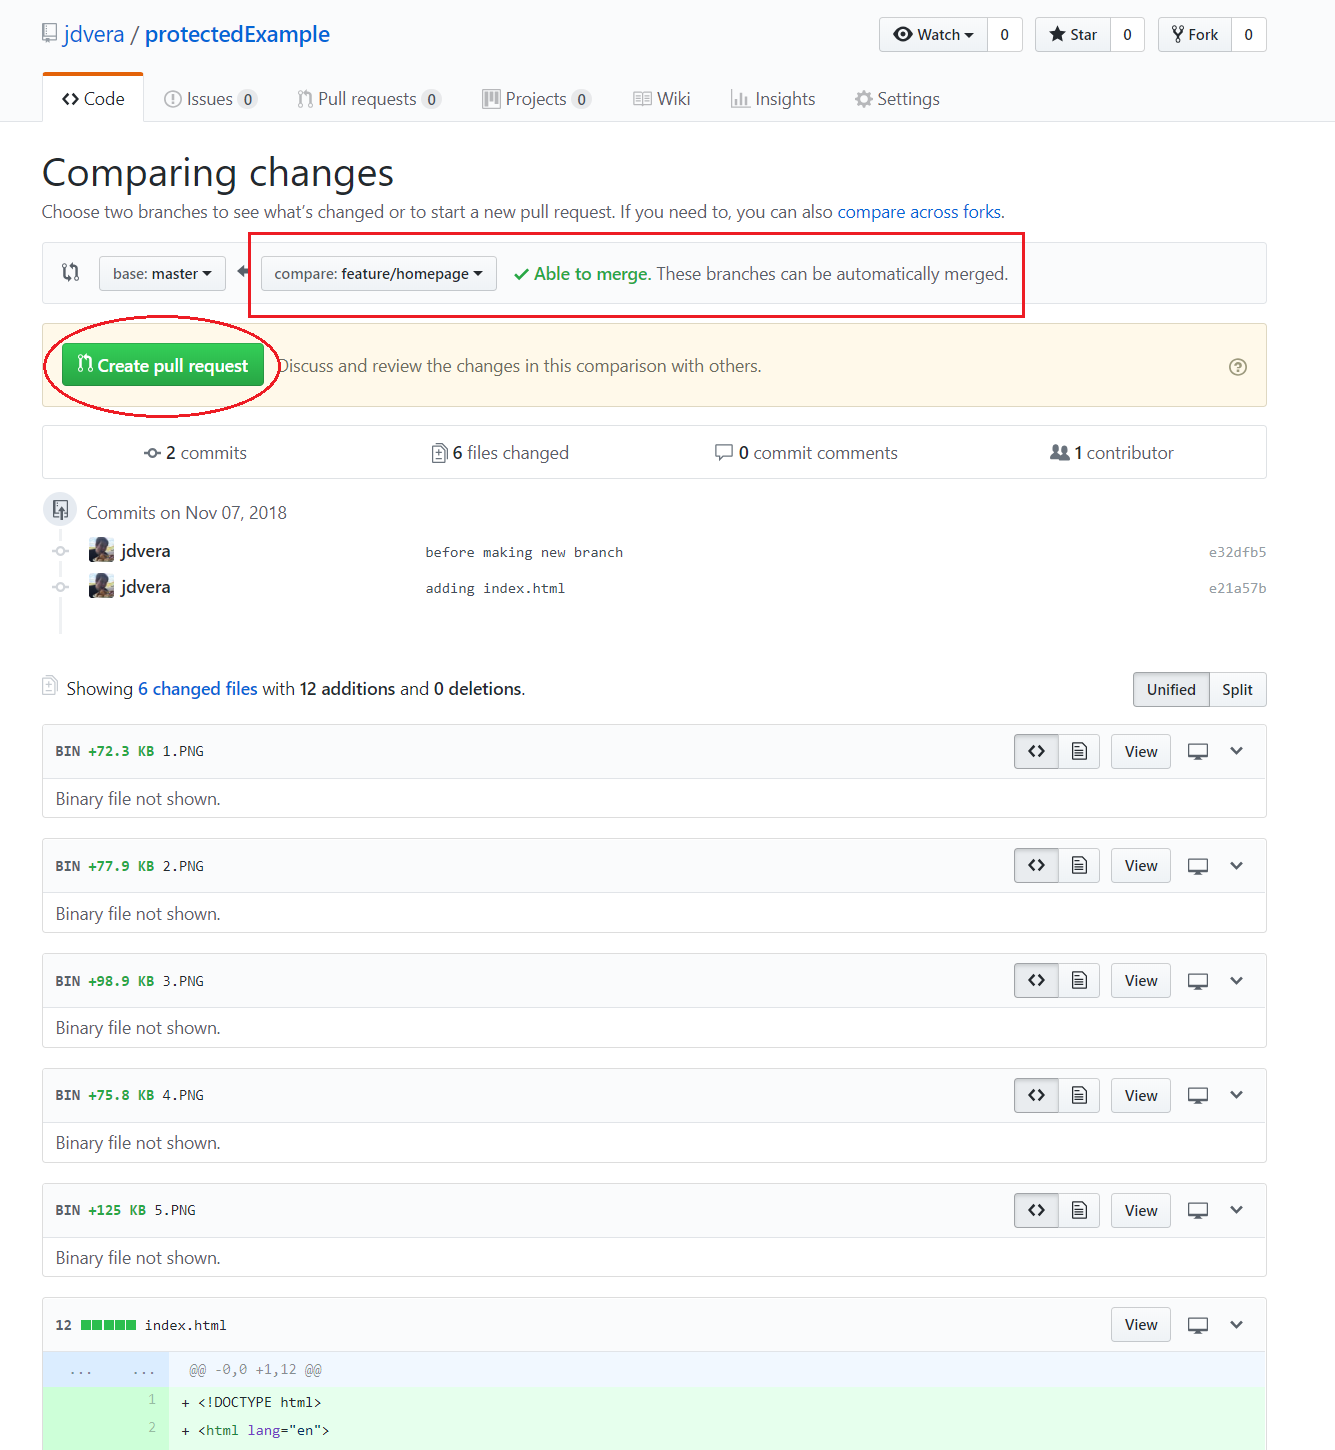 jdvera / protectedExample
Watch 0 Star 0 Fork 0
Code Issues 0 Pull requests 0 Projects 0 Wiki Insights Settings
Comparing changes
Choose two branches to see what's changed or to start a new pull request. If you need to, you can also compare across forks.
base: master compare: feature/homepage Able to merge. These branches can be automatically merged.
Create pull request Discuss and review the changes in this comparison with others.
2 commits 6 files changed 0 commit comments 1 contributor
Commits on Nov 07, 2018
jdvera before making new branch e32dfb5
jdvera adding index.html e21a57b
Showing 6 changed files with 12 additions and 0 deletions. Unified Split
BIN +72.3 KB 1.PNG View
Binary file not shown.
BIN +77.9 KB 2.PNG View
Binary file not shown.
BIN +98.9 KB 3.PNG View
Binary file not shown.
BIN +75.8 KB 4.PNG View
Binary file not shown.
BIN +125 KB 5.PNG View
Binary file not shown.
12 index.html View
... ... @@ -0,0 +1,12 @@
1 + <!DOCTYPE html>
2 + <html lang="en">